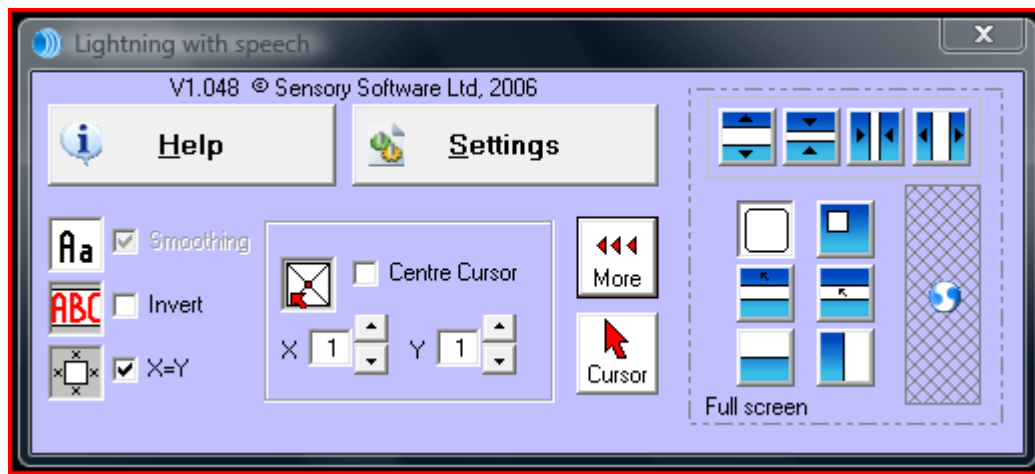 Lightning with speech
X
V1.048 © Sensory Software Ltd, 2006
Help
Settings
Aa
Smoothing
ABC
Invert
X=Y
Centre Cursor
X 1 Y 1
More
Cursor
Full screen